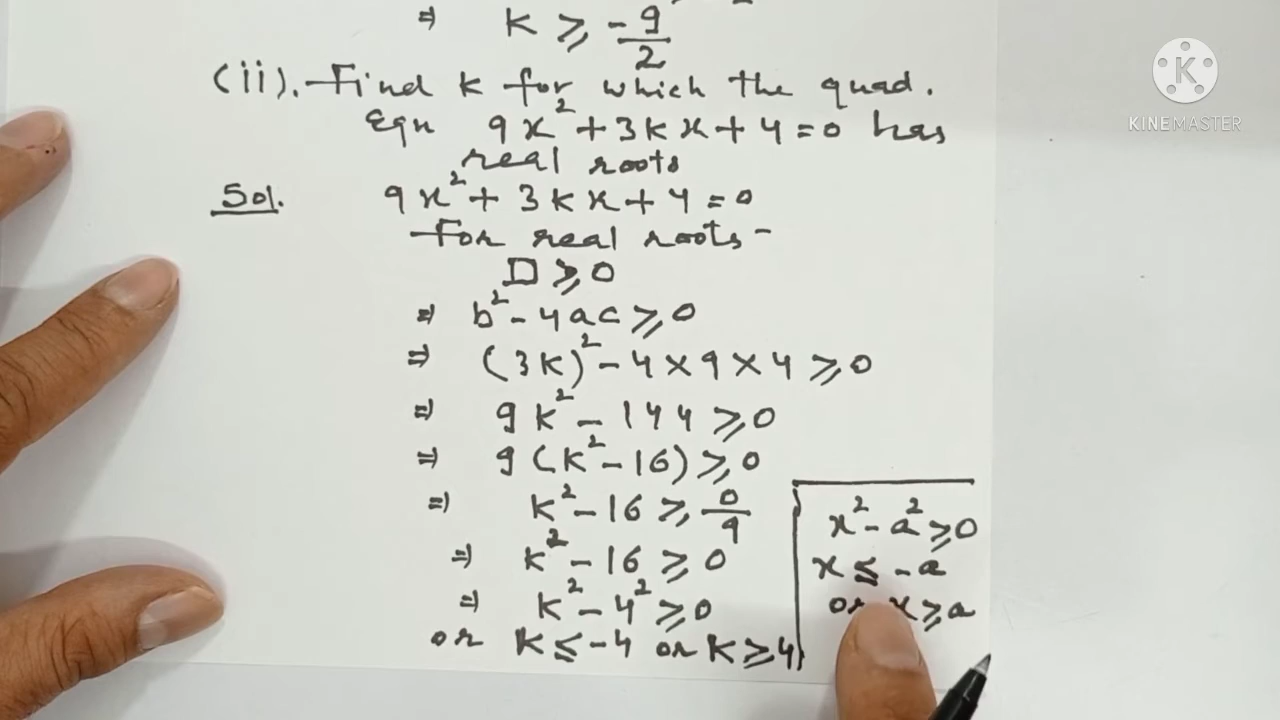 ⇒ K ≥ -9/2
(ii). Find k for which the quad.
Eqn 9x² + 3kx + 4 = 0 has
real roots
Sol. 9x² + 3kx + 4 = 0
For real roots -
D ≥ 0
⇒ b² - 4ac ≥ 0
⇒ (3k)² - 4 × 9 × 4 ≥ 0
⇒ 9k² - 144 ≥ 0
⇒ 9(k² - 16) ≥ 0
⇒ k² - 16 ≥ 0/9
⇒ k² - 16 ≥ 0
⇒ k² - 4² ≥ 0
or K ≤ -4 or K ≥ 4
x² - a² ≥ 0
x ≤ -a
or x ≥ a
K
KINEMASTER